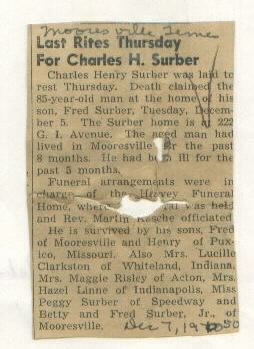 Mooresville Times
Last Rites Thursday
For Charles H. Surber
Charles Henry Surber was laid to
rest Thursday. Death claimed the
85-year-old man at the home of his
son, Fred Surber, Tuesday, Decem-
ber 5. The Surber home is at 222
G. I. Avenue. The aged man had
lived in Mooresville for the past
8 months. He had been ill for the
past 5 months.
Funeral arrangements were in
charge of the Harvey Funeral
Home, where was held
and Rev. Martin officiated
He is survived by his sons, Fred
of Mooresville and Henry of Pux-
ico, Missouri. Also Mrs. Lucille
Clarkston of Whiteland, Indiana,
Mrs. Maggie Risley of Acton, Mrs.
Hazel Linne of Indianapolis, Miss
Peggy Surber of Speedway and
Betty and Fred Surber, Jr., of
Mooresville.
Dec 7, 1950